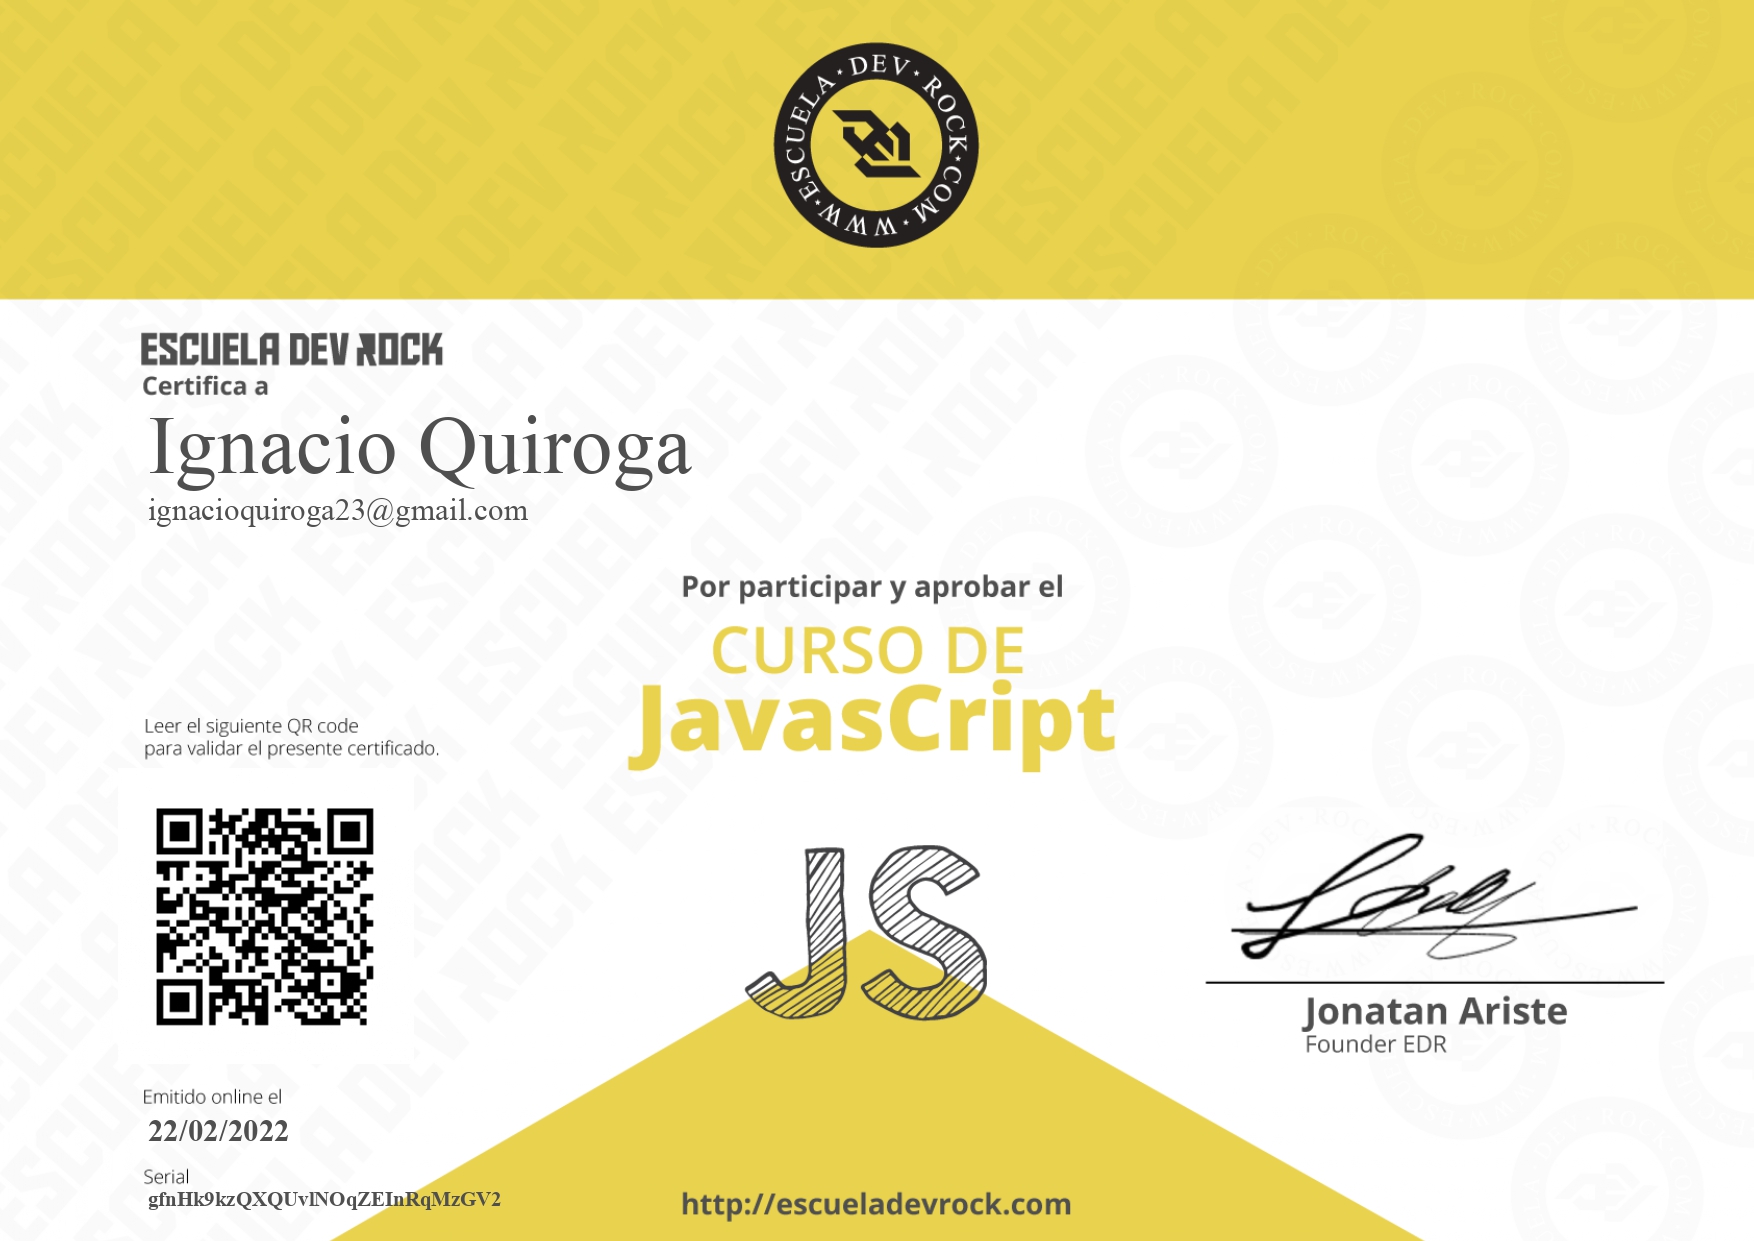 WWW·ESCUELA·DEV·ROCK·COM
ESCUELA DEV ROCK
Certifica a
Ignacio Quiroga
ignacioquiroga23@gmail.com
Por participar y aprobar el
CURSO DE
JavasCript
Leer el siguiente QR code
para validar el presente certificado.
JS
Jonatan Ariste
Founder EDR
Emitido online el
22/02/2022
Serial
gfnHk9kzQXQUvlNOqZEInRqMzGV2
http://escueladevrock.com